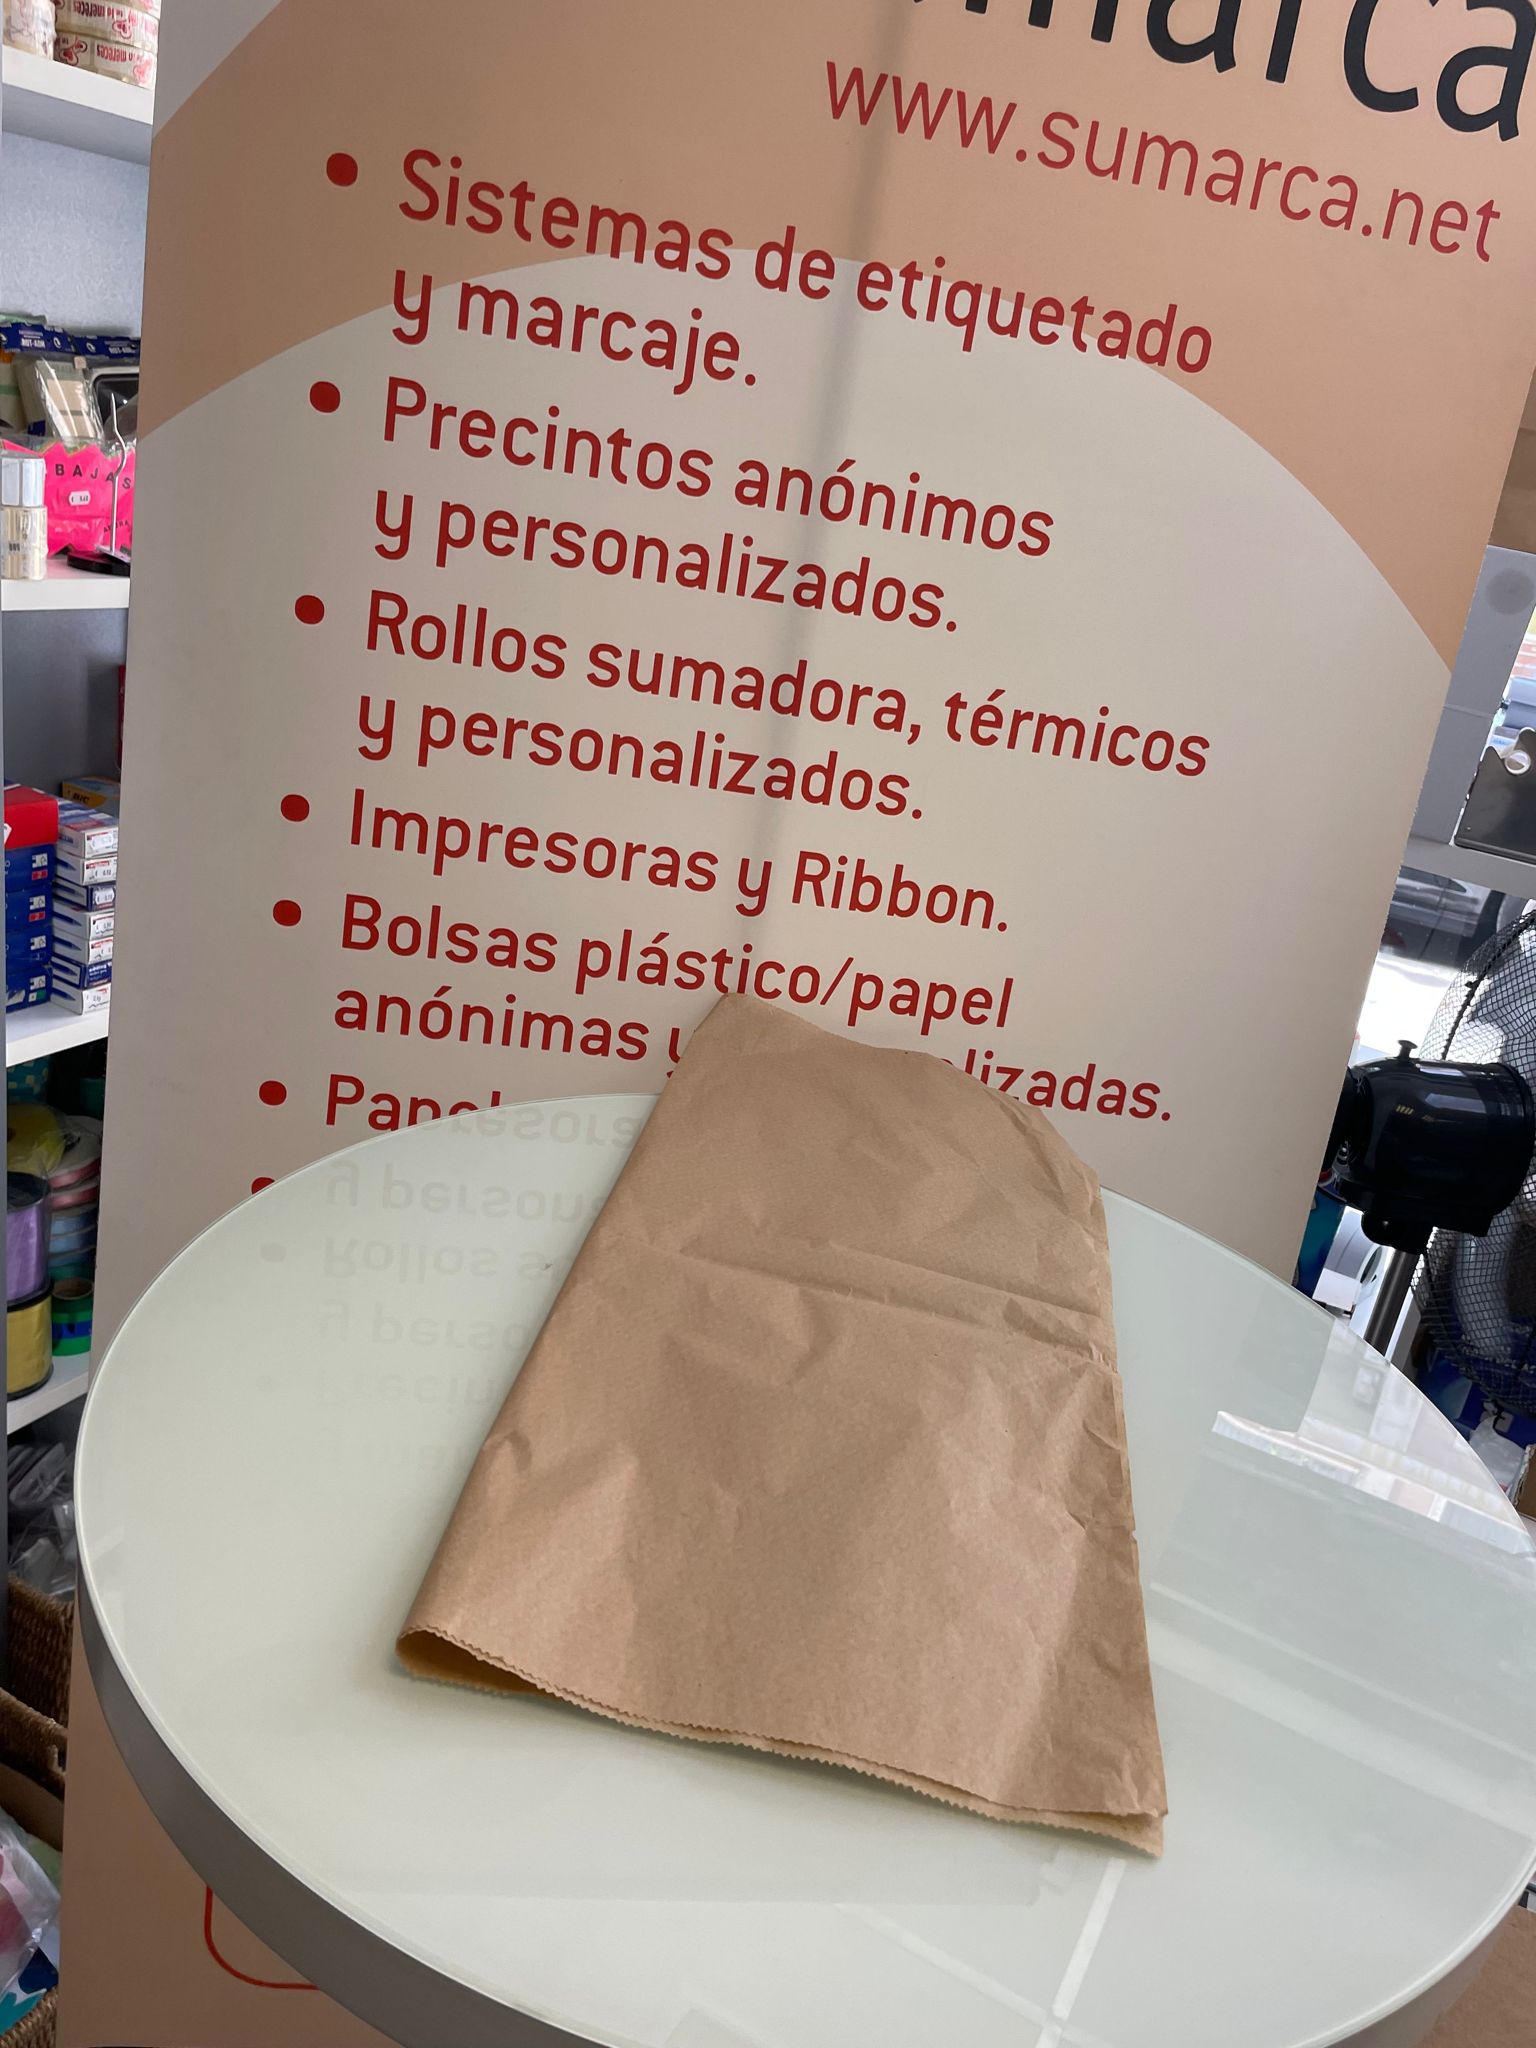 www.sumarca.net
• Sistemas de etiquetado
y marcaje.
• Precintos anónimos
y personalizados.
• Rollos sumadora, térmicos
y personalizados.
• Impresoras y Ribbon.
• Bolsas plástico/papel
anónimas y lizadas.
BAJAS